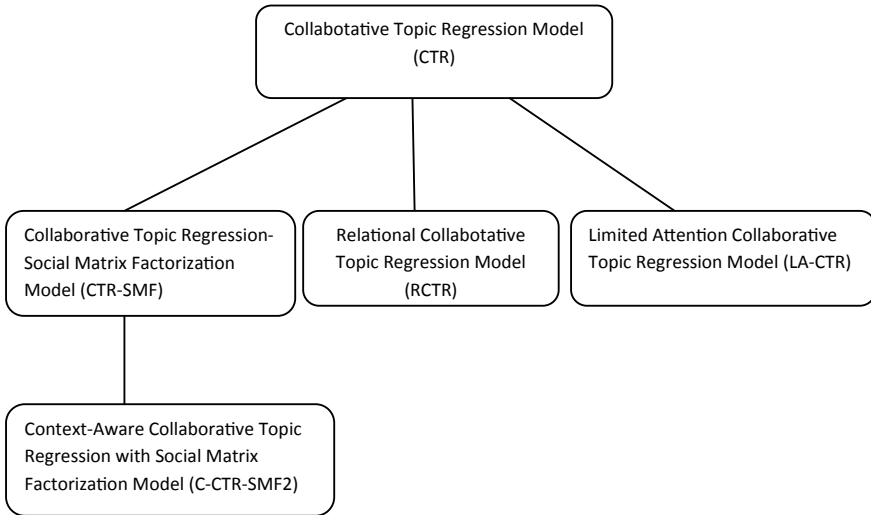 Collabotative Topic Regression Model
(CTR)
Collaborative Topic Regression-
Social Matrix Factorization
Model (CTR-SMF)
Relational Collabotative
Topic Regression Model
(RCTR)
Limited Attention Collaborative
Topic Regression Model (LA-CTR)
Context-Aware Collaborative Topic
Regression with Social Matrix
Factorization Model (C-CTR-SMF2)